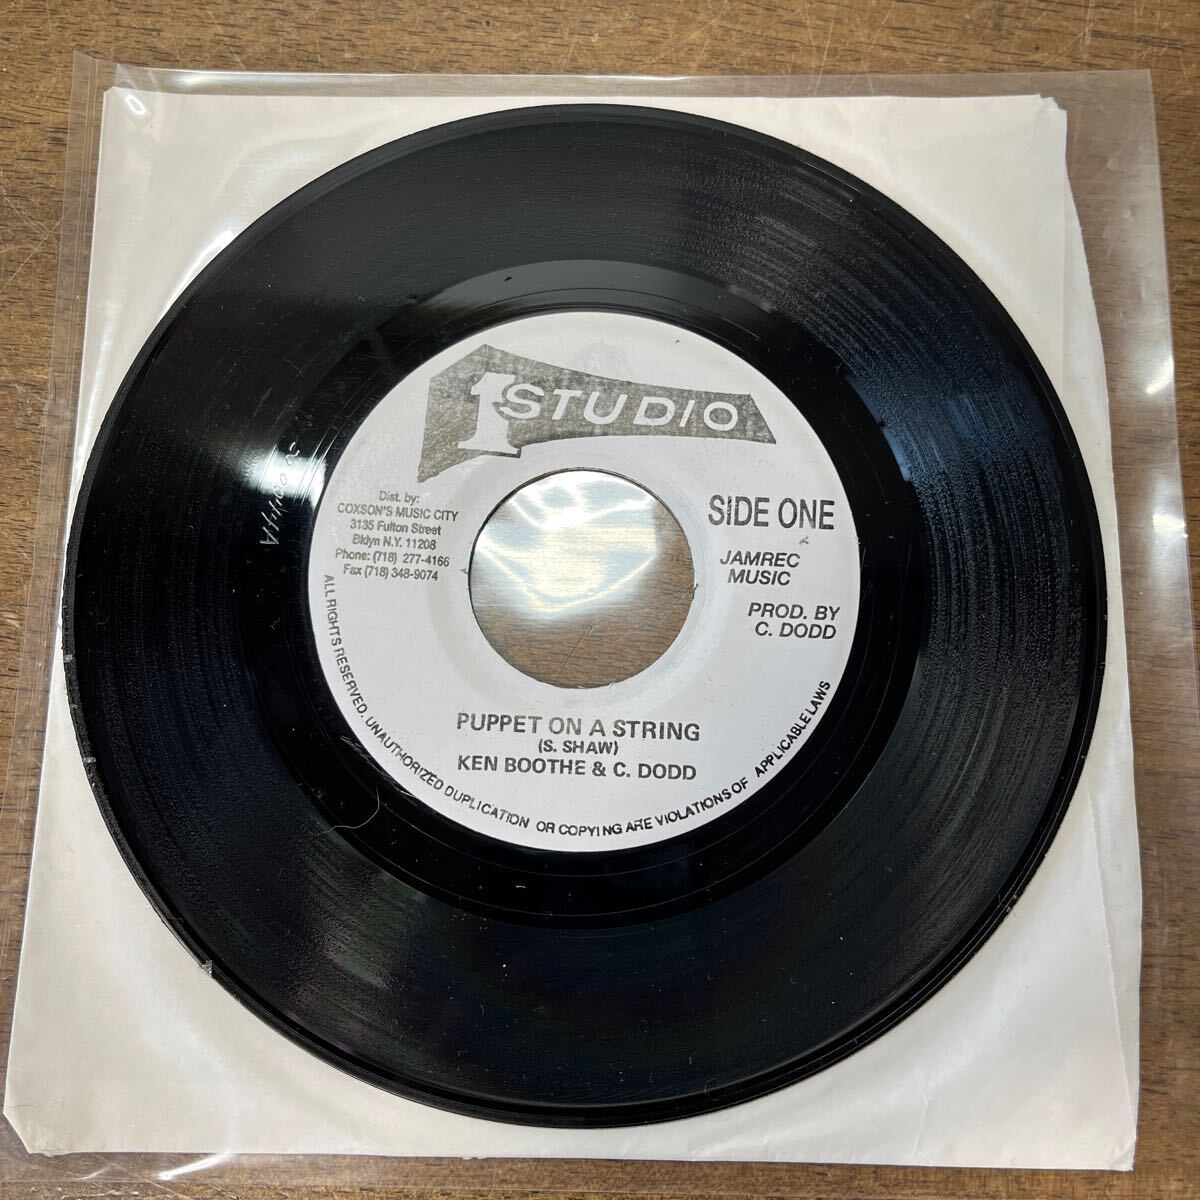 1 STUDIO
Dist. by:
COXSON'S MUSIC CITY
3135 Fulton Street
Bklyn N.Y. 11208
Phone: (718) 277-4166
Fax (718) 348-9074
SIDE ONE
JAMREC
MUSIC
PROD. BY
C. DODD
PUPPET ON A STRING
(S. SHAW)
KEN BOOTHE & C. DODD
ALL RIGHTS RESERVED. UNAUTHORIZED DUPLICATION OR COPYING ARE VIOLATIONS OF APPLICABLE LAWS